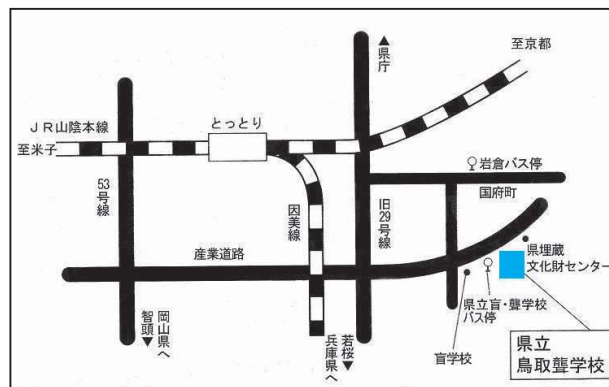 至京都
▲県庁
JR山陰本線
とっとり
至米子
岩倉バス停
国府町
53号線
因美線
旧29号線
産業道路
県埋蔵
文化財センター
県立盲・聾学校
バス停
盲学校
岡山県へ
智頭▼
若桜▼
兵庫県へ
県立
鳥取聾学校